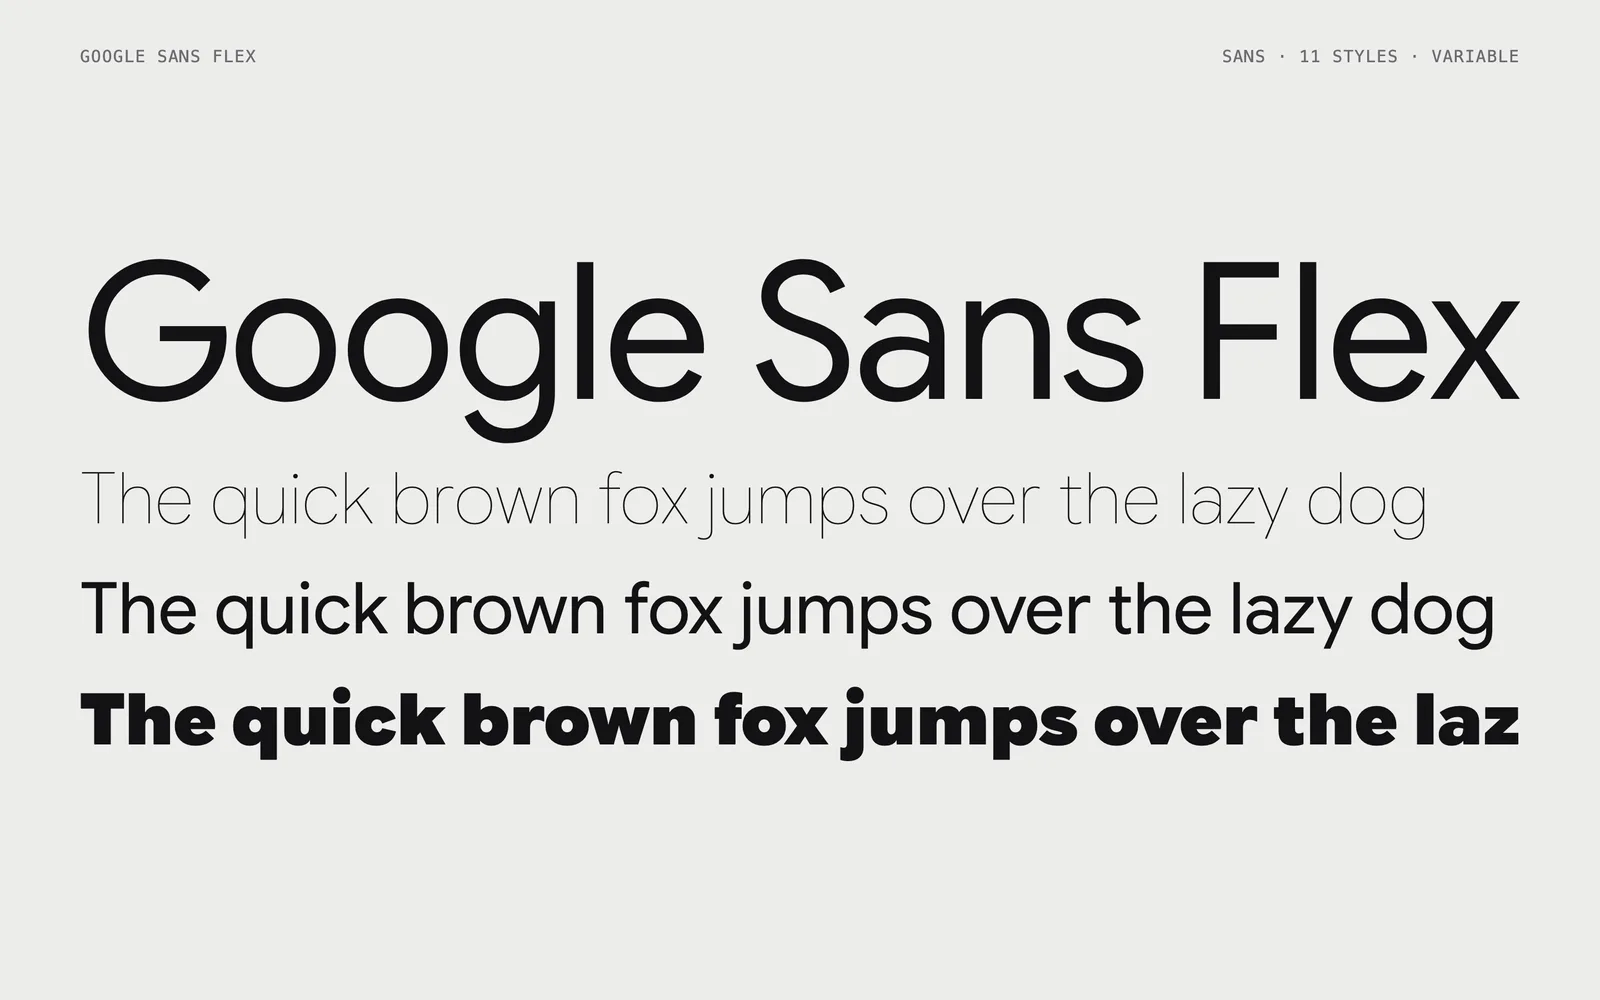 GOOGLE SANS FLEX
SANS · 11 STYLES · VARIABLE
Google Sans Flex
The quick brown fox jumps over the lazy dog
The quick brown fox jumps over the lazy dog
The quick brown fox jumps over the laz